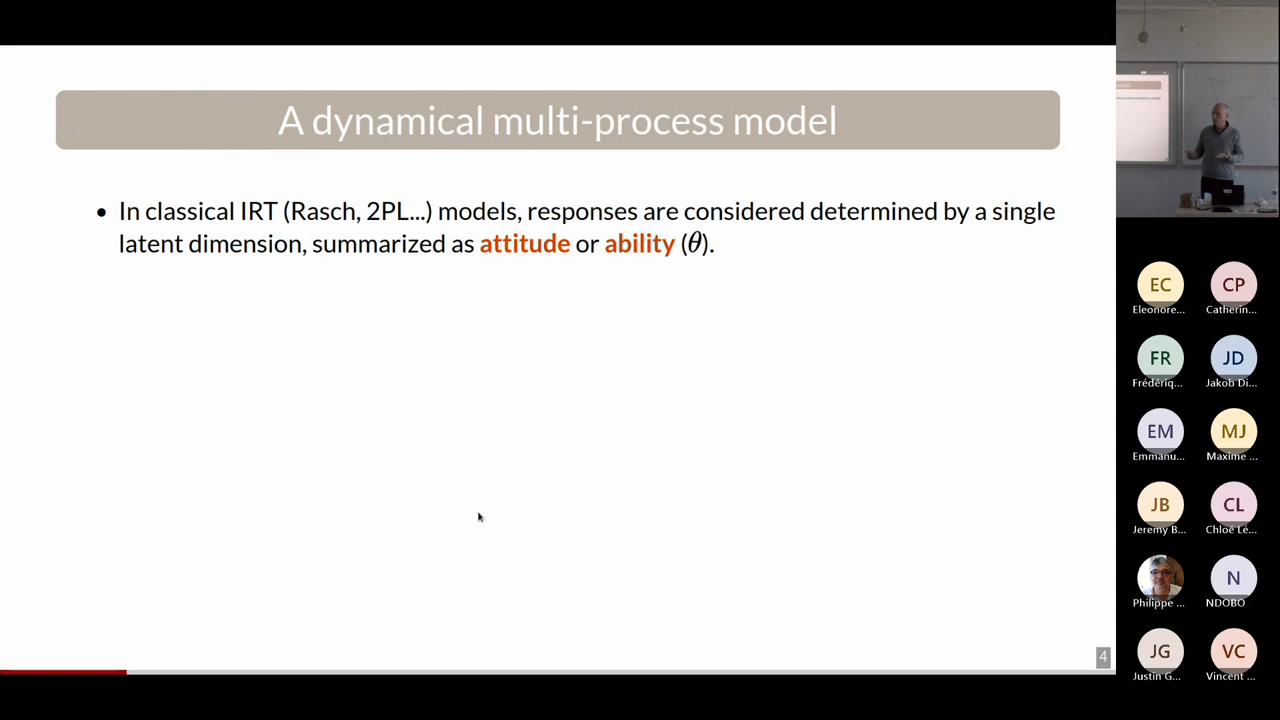 A dynamical multi-process model
• In classical IRT (Rasch, 2PL...) models, responses are considered determined by a single
latent dimension, summarized as attitude or ability (θ).
4
EC
Eleonore...
CP
Catherin...
FR
Frédériq...
JD
Jakob Di...
EM
Emmanu...
MJ
Maxime ...
JB
Jeremy B...
CL
Chloé Lé...
Philippe ...
N
NDOBO
JG
Justin G...
VC
Vincent ...